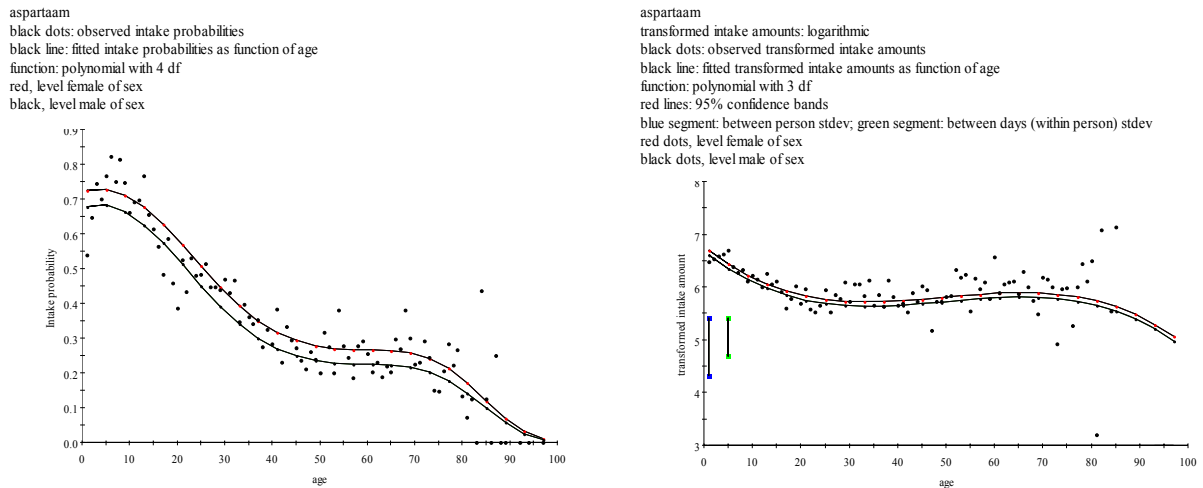 aspartaam
black dots: observed intake probabilities
black line: fitted intake probabilities as function of age
function: polynomial with 4 df
red, level female of sex
black, level male of sex
0.9
0.8
0.7
0.6
0.5
0.4
0.3
0.2
0.1
0.0
Intake probability
0 10 20 30 40 50 60 70 80 90 100
age
aspartaam
transformed intake amounts: logarithmic
black dots: observed transformed intake amounts
black line: fitted transformed intake amounts as function of age
function: polynomial with 3 df
red lines: 95% confidence bands
blue segment: between person stdev; green segment: between days (within person) stdev
red dots, level female of sex
black dots, level male of sex
8
7
6
5
4
3
transformed intake amount
0 10 20 30 40 50 60 70 80 90 100
age